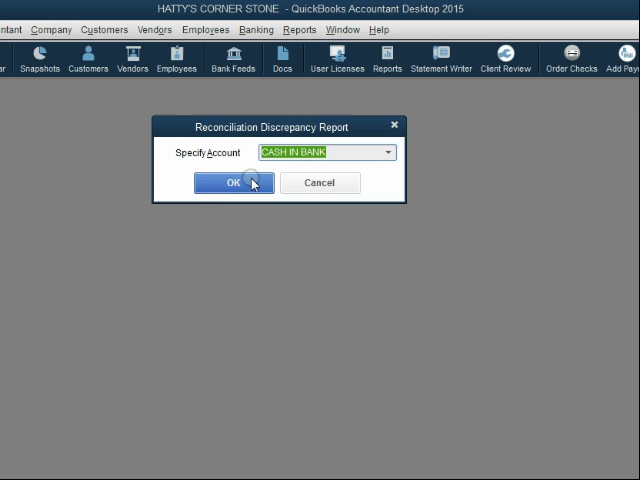 HATTY'S CORNER STONE - QuickBooks Accountant Desktop 2015
ntant Company Customers Vendors Employees Banking Reports Window Help
ar Snapshots Customers Vendors Employees Bank Feeds Docs User Licenses Reports Statement Writer Client Review Order Checks Add Pay
Reconciliation Discrepancy Report
Specify Account CASH IN BANK
OK Cancel